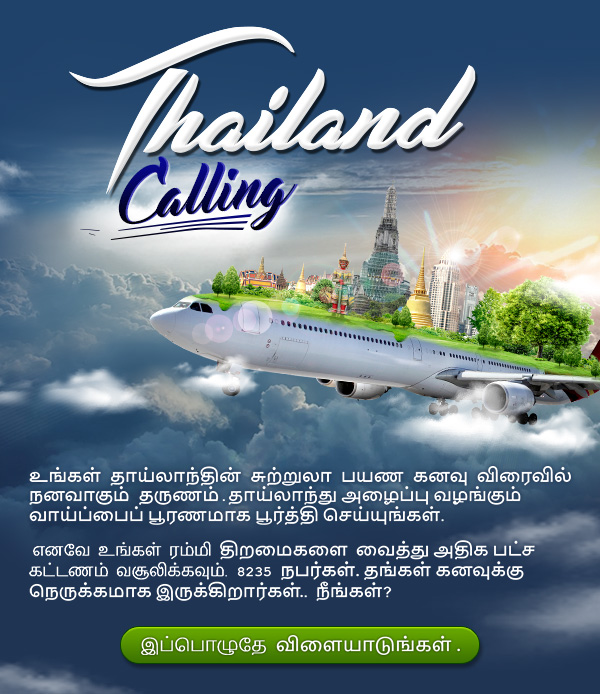 Thailand
Calling
உங்கள் தாய்லாந்தின் சுற்றுலா பயண கனவு விரைவில்
நனவாகும் தருணம் . தாய்லாந்து அழைப்பு வழங்கும்
வாய்ப்பைப் பூரணமாக பூர்த்தி செய்யுங்கள்.
எனவே உங்கள் ரம்மி திறமைகளை வைத்து அதிக பட்ச
கட்டணம் வசூலிக்கவும். 8235 நபர்கள். தங்கள் கனவுக்கு
நெருக்கமாக இருக்கிறார்கள்.. நீங்கள்?
இப்பொழுதே விளையாடுங்கள் .